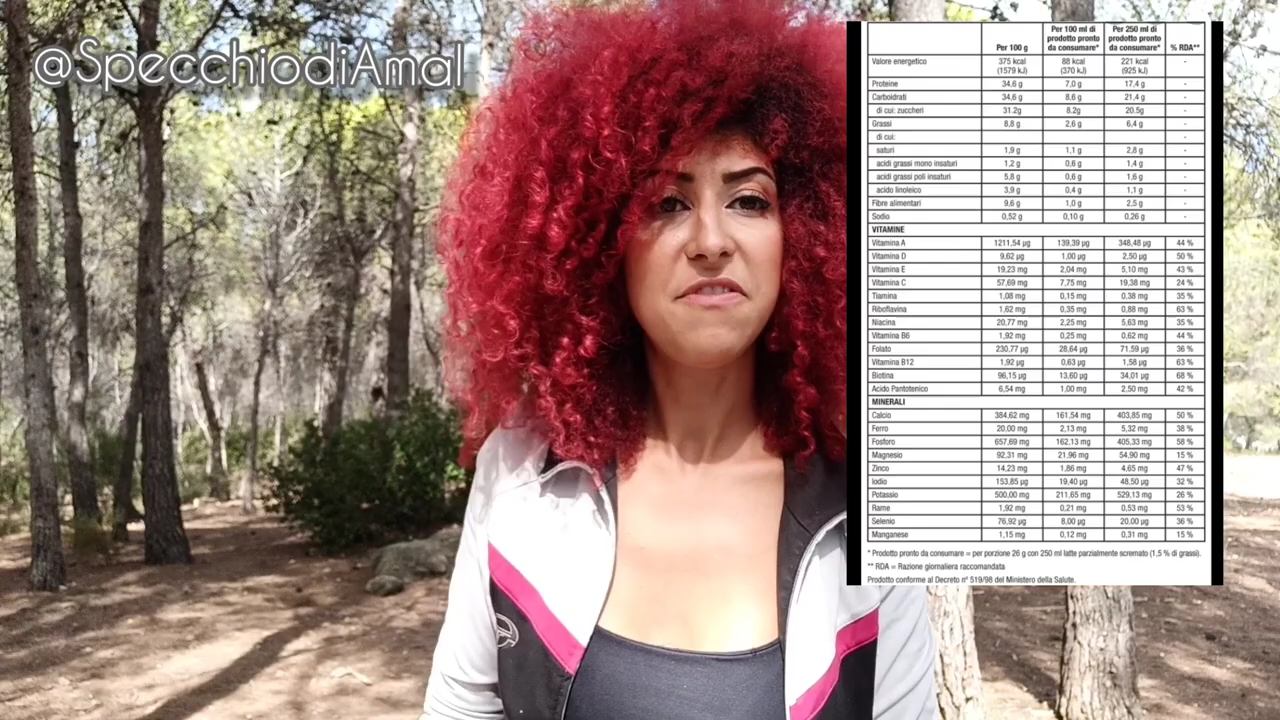 @SpecchiodiAmal
Per 100 g Per 100 ml di prodotto pronto da consumare* Per 250 ml di prodotto pronto da consumare* % RDA**
Valore energetico 375 kcal (1579 kJ) 88 kcal (370 kJ) 221 kcal (925 kJ) -
Proteine 34,6 g 7,0 g 17,4 g -
Carboidrati 34,6 g 8,6 g 21,4 g -
di cui: zuccheri 31.2g 8.2g 20.5g -
Grassi 8,8 g 2,6 g 6,4 g -
di cui: -
saturi 1,9 g 1,1 g 2,8 g -
acidi grassi mono insaturi 1,2 g 0,6 g 1,4 g -
acidi grassi poli insaturi 5,8 g 0,6 g 1,6 g -
acido linoleico 3,9 g 0,4 g 1,1 g -
Fibre alimentari 9,6 g 1,0 g 2,5 g -
Sodio 0,52 g 0,10 g 0,26 g -
VITAMINE
Vitamina A 1211,54 µg 139,39 µg 348,48 µg 44 %
Vitamina D 9,62 µg 1,00 µg 2,50 µg 50 %
Vitamina E 19,23 mg 2,04 mg 5,10 mg 43 %
Vitamina C 57,69 mg 7,75 mg 19,38 mg 24 %
Tiamina 1,08 mg 0,15 mg 0,38 mg 35 %
Riboflavina 1,62 mg 0,35 mg 0,88 mg 63 %
Niacina 20,77 mg 2,25 mg 5,63 mg 35 %
Vitamina B6 1,92 mg 0,25 mg 0,62 mg 44 %
Folato 230,77 µg 28,64 µg 71,59 µg 36 %
Vitamina B12 1,92 µg 0,63 µg 1,58 µg 63 %
Biotina 96,15 µg 13,60 µg 34,01 µg 68 %
Acido Pantotenico 6,54 mg 1,00 mg 2,50 mg 42 %
MINERALI
Calcio 384,62 mg 161,54 mg 403,85 mg 50 %
Ferro 20,00 mg 2,13 mg 5,32 mg 38 %
Fosforo 657,69 mg 162,13 mg 405,33 mg 58 %
Magnesio 92,31 mg 21,96 mg 54,90 mg 15 %
Zinco 14,23 mg 1,86 mg 4,65 mg 47 %
Iodio 153,85 µg 19,40 µg 48,50 µg 32 %
Potassio 500,00 mg 211,65 mg 529,13 mg 26 %
Rame 1,92 mg 0,21 mg 0,53 mg 53 %
Selenio 76,92 µg 8,00 µg 20,00 µg 36 %
Manganese 1,15 mg 0,12 mg 0,31 mg 15 %
* Prodotto pronto da consumare = per porzione 26 g con 250 ml latte parzialmente scremato (1,5 % di grassi).
** RDA = Razione giornaliera raccomandata
Prodotto conforme al Decreto n° 519/98 del Ministero della Salute.